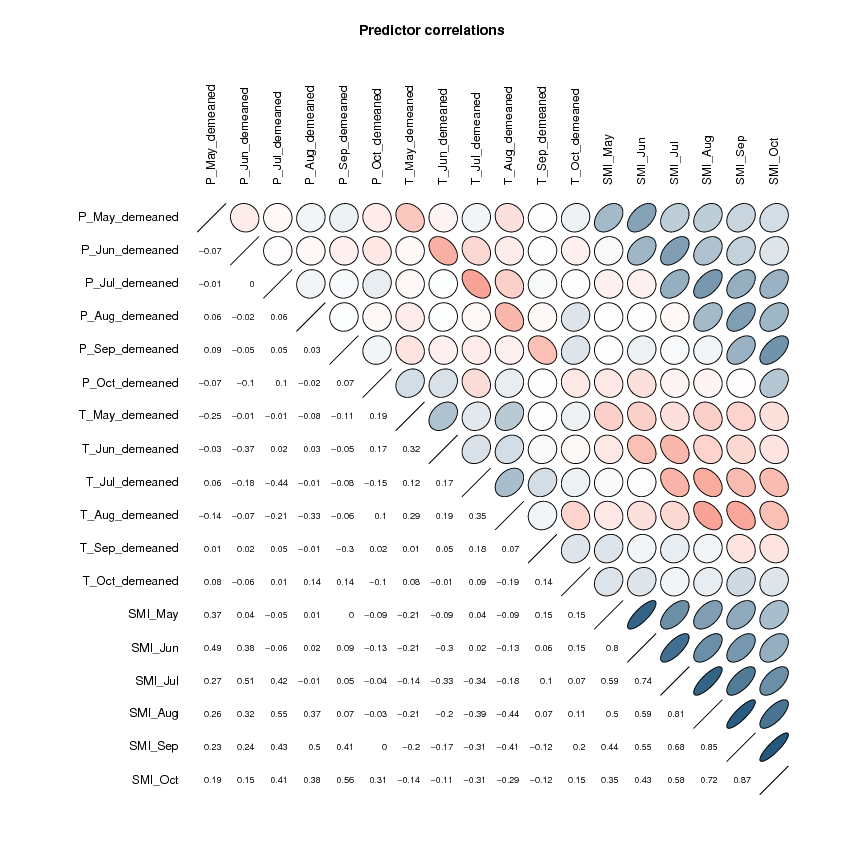 Predictor correlations
P_May_demeaned P_Jun_demeaned P_Jul_demeaned P_Aug_demeaned P_Sep_demeaned P_Oct_demeaned T_May_demeaned T_Jun_demeaned T_Jul_demeaned T_Aug_demeaned T_Sep_demeaned T_Oct_demeaned SMI_May SMI_Jun SMI_Jul SMI_Aug SMI_Sep SMI_Oct
P_May_demeaned
P_Jun_demeaned −0.07
P_Jul_demeaned −0.01 0
P_Aug_demeaned 0.06 −0.02 0.06
P_Sep_demeaned 0.09 −0.05 0.05 0.03
P_Oct_demeaned −0.07 −0.1 0.1 −0.02 0.07
T_May_demeaned −0.25 −0.01 −0.01 −0.08 −0.11 0.19
T_Jun_demeaned −0.03 −0.37 0.02 0.03 −0.05 0.17 0.32
T_Jul_demeaned 0.06 −0.18 −0.44 −0.01 −0.08 −0.15 0.12 0.17
T_Aug_demeaned −0.14 −0.07 −0.21 −0.33 −0.06 0.1 0.29 0.19 0.35
T_Sep_demeaned 0.01 0.02 0.05 −0.01 −0.3 0.02 0.01 0.05 0.18 0.07
T_Oct_demeaned 0.08 −0.06 0.01 0.14 0.14 −0.1 0.08 −0.01 0.09 −0.19 0.14
SMI_May 0.37 0.04 −0.05 0.01 0 −0.09 −0.21 −0.09 0.04 −0.09 0.15 0.15
SMI_Jun 0.49 0.38 −0.06 0.02 0.09 −0.13 −0.21 −0.3 0.02 −0.13 0.06 0.15 0.8
SMI_Jul 0.27 0.51 0.42 −0.01 0.05 −0.04 −0.14 −0.33 −0.34 −0.18 0.1 0.07 0.59 0.74
SMI_Aug 0.26 0.32 0.55 0.37 0.07 −0.03 −0.21 −0.2 −0.39 −0.44 0.07 0.11 0.5 0.59 0.81
SMI_Sep 0.23 0.24 0.43 0.5 0.41 0 −0.2 −0.17 −0.31 −0.41 −0.12 0.2 0.44 0.55 0.68 0.85
SMI_Oct 0.19 0.15 0.41 0.38 0.56 0.31 −0.14 −0.11 −0.31 −0.29 −0.12 0.15 0.35 0.43 0.58 0.72 0.87